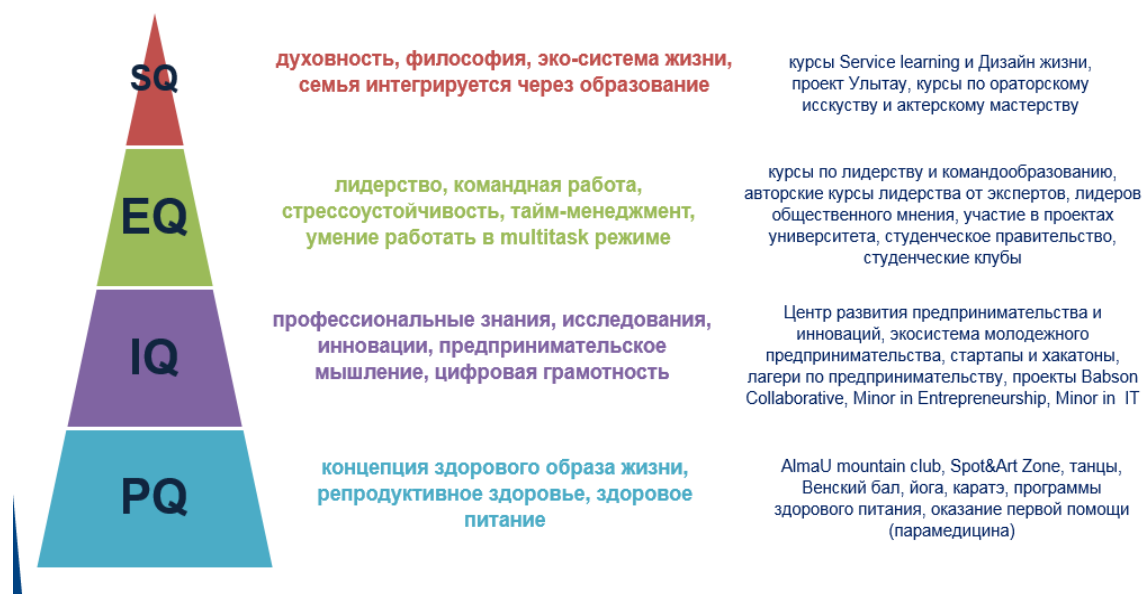 SQ
духовность, философия, эко-система жизни,
семья интегрируется через образование
курсы Service learning и Дизайн жизни,
проект Улытау, курсы по ораторскому
исскуству и актерскому мастерству
EQ
лидерство, командная работа,
стрессоустойчивость, тайм-менеджмент,
умение работать в multitask режиме
курсы по лидерству и командообразованию,
авторские курсы лидерства от экспертов, лидеров
общественного мнения, участие в проектах
университета, студенческое правительство,
студенческие клубы
IQ
профессиональные знания, исследования,
инновации, предпринимательское
мышление, цифровая грамотность
Центр развития предпринимательства и
инноваций, экосистема молодежного
предпринимательства, стартапы и хакатоны,
лагери по предпринимательству, проекты Babson
Collaborative, Minor in Entrepreneurship, Minor in IT
PQ
концепция здорового образа жизни,
репродуктивное здоровье, здоровое
питание
AlmaU mountain club, Spot&Art Zone, танцы,
Венский бал, йога, каратэ, программы
здорового питания, оказание первой помощи
(парамедицина)